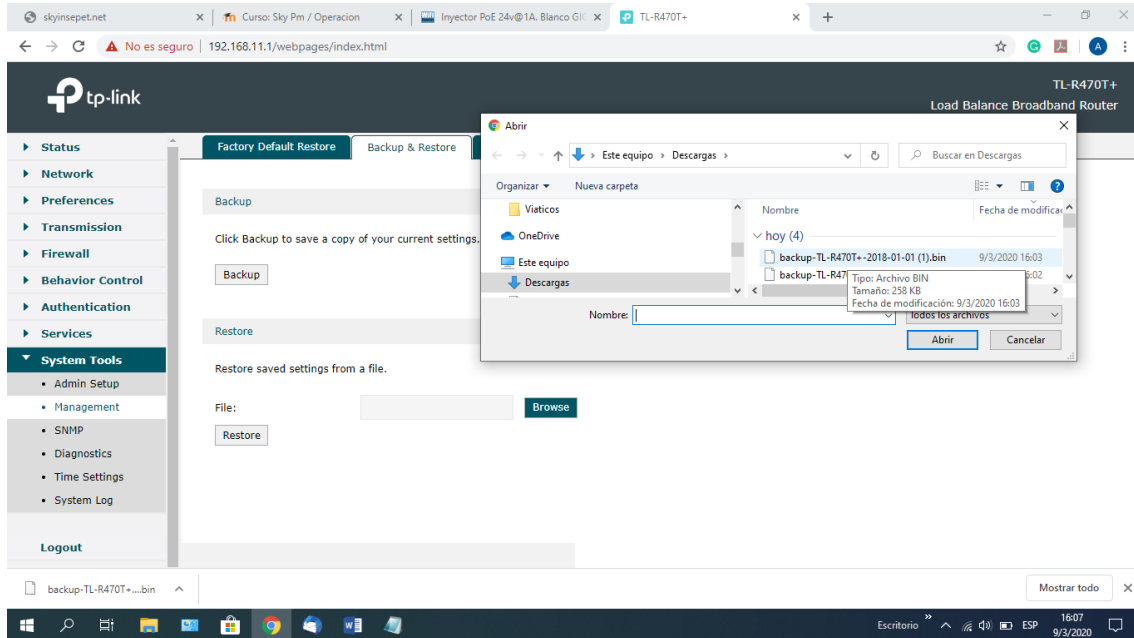 skyinsepet.net
Curso: Sky Pm / Operacion
Inyector PoE 24v@1A. Blanco
TL-R470T+
No es seguro
192.168.11.1/webpages/index.html
A
tp-link
TL-R470T+
Load Balance Broadband Router
Status
Network
Preferences
Transmission
Firewall
Behavior Control
Authentication
Services
System Tools
Admin Setup
Management
SNMP
Diagnostics
Time Settings
System Log
Logout
Factory Default Restore
Backup & Restore
Backup
Click Backup to save a copy of your current settings.
Backup
Restore
Restore saved settings from a file.
File:
Browse
Restore
Abrir
Este equipo > Descargas >
Buscar en Descargas
Organizar
Nueva carpeta
Viaticos
OneDrive
Este equipo
Descargas
Nombre
Fecha de modificac
hoy (4)
backup-TL-R470T+-2018-01-01 (1).bin
9/3/2020 16:03
backup-TL-R47
Tipo: Archivo BIN
Tamaño: 258 KB
Fecha de modificación: 9/3/2020 16:03
Nombre:
Todos los archivos
Abrir
Cancelar
backup-TL-R470T+....bin
Mostrar todo
Escritorio
ESP
16:07
9/3/2020